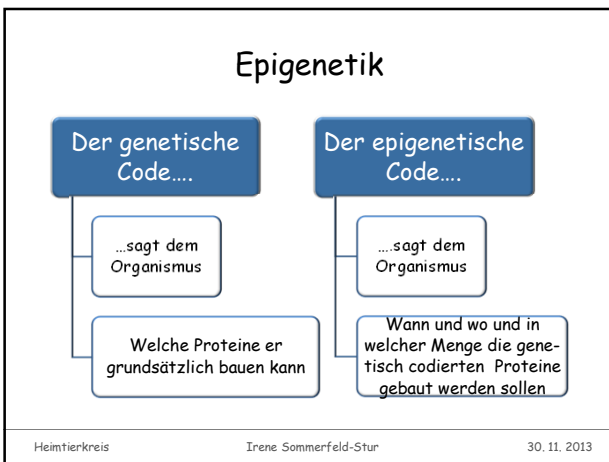 Epigenetik
Der genetische
Code....
...sagt dem
Organismus
Welche Proteine er
grundsätzlich bauen kann
Der epigenetische
Code....
....sagt dem
Organismus
Wann und wo und in
welcher Menge die gene-
tisch codierten Proteine
gebaut werden sollen
Heimtierkreis Irene Sommerfeld-Stur 30. 11. 2013